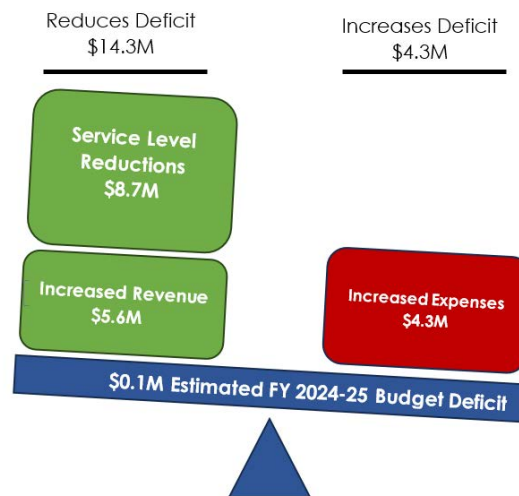 Reduces Deficit
$14.3M
Increases Deficit
$4.3M
Service Level
Reductions
$8.7M
Increased Revenue
$5.6M
Increased Expenses
$4.3M
$0.1M Estimated FY 2024-25 Budget Deficit